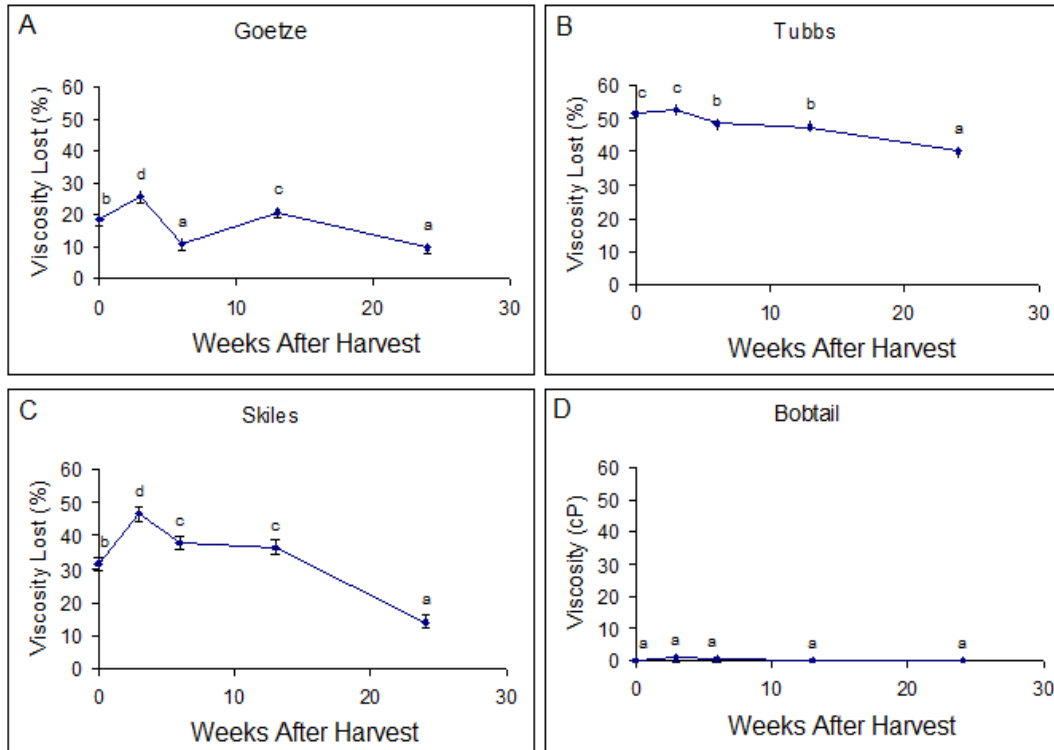 A
Goetze
Viscosity Lost (%)
60
50
40
30
20
10
0
b
d
a
c
a
0 10 20 30
Weeks After Harvest
B
Tubbs
Viscosity Lost (%)
60
50
40
30
20
10
0
c
c
b
b
a
0 10 20 30
Weeks After Harvest
C
Skiles
Viscosity Lost (%)
60
50
40
30
20
10
0
b
d
c
c
a
0 10 20 30
Weeks After Harvest
D
Bobtail
Viscosity (cP)
60
50
40
30
20
10
0
a
a
a
a
a
0 10 20 30
Weeks After Harvest